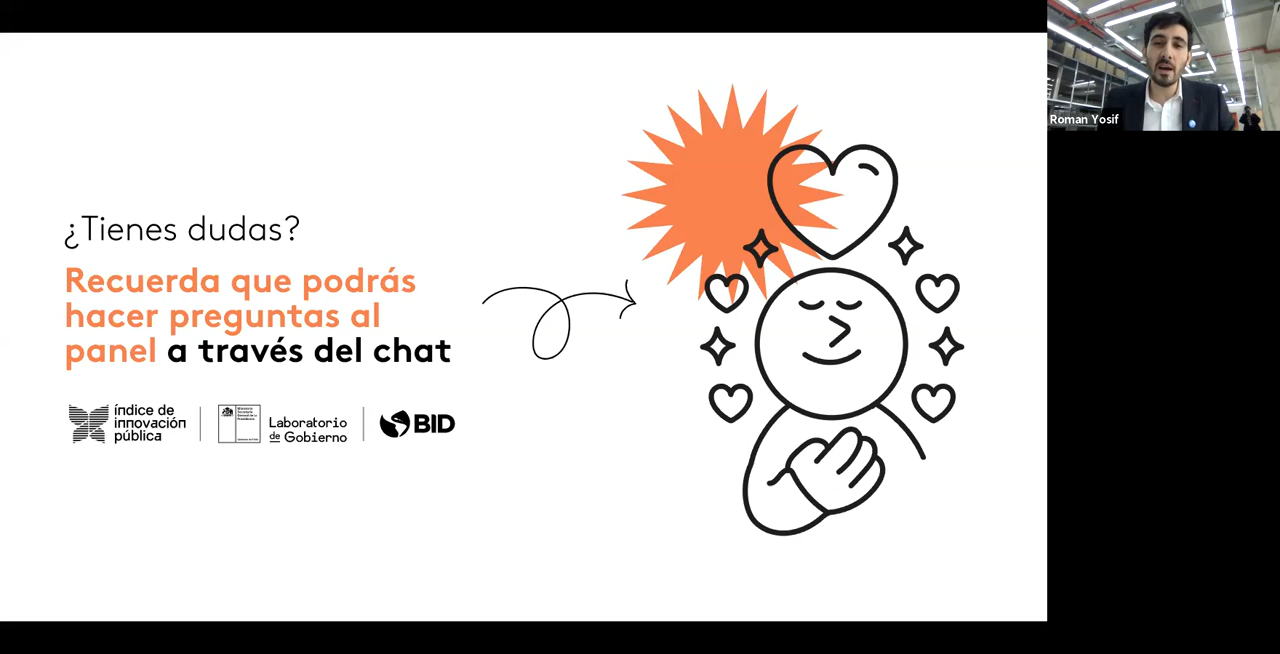 ¿Tienes dudas?
Recuerda que podrás
hacer preguntas al
panel a través del chat
índice de
innovación
pública
Laboratorio
de Gobierno
BID
Roman Yosif